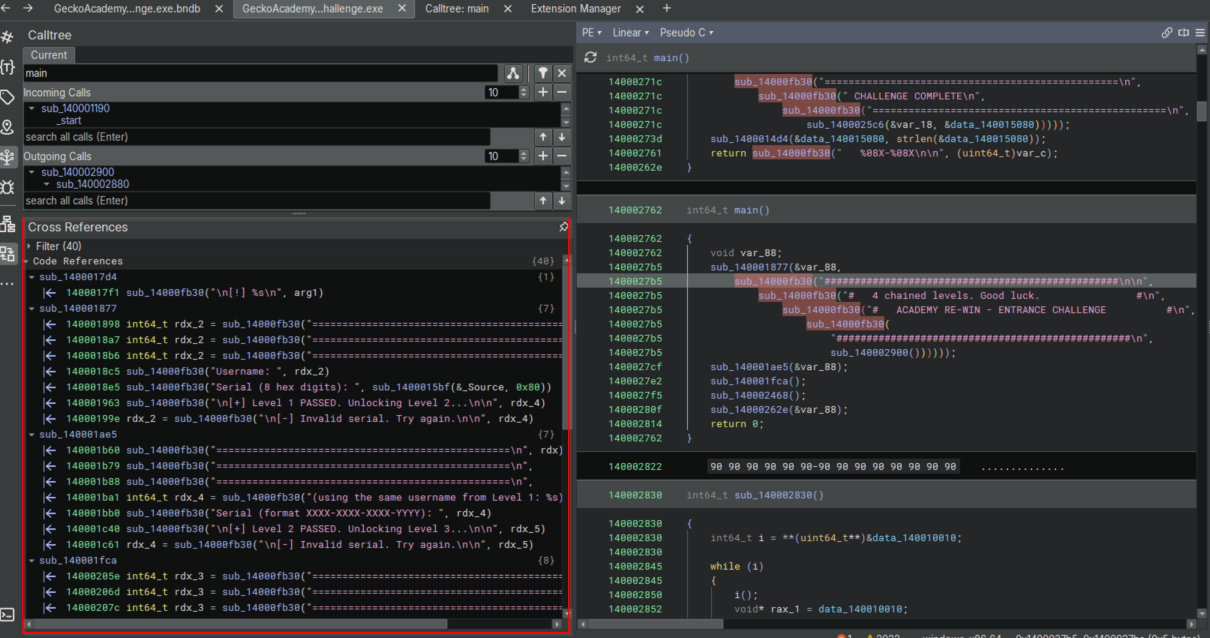 GeckoAcademy...nge.exe.bndb
GeckoAcademy...hallenge.exe
Calltree: main
Extension Manager
Calltree
Current
main
Incoming Calls
10
sub_140001190
_start
search all calls (Enter)
Outgoing Calls
10
sub_140002900
sub_140002880
search all calls (Enter)
Cross References
Filter (40)
Code References {40}
sub_1400017d4 {1}
1400017f1 sub_14000fb30("\n[!] %s\n", arg1)
sub_140001877 {7}
140001898 int64_t rdx_2 = sub_14000fb30("==================================
1400018a7 int64_t rdx_2 = sub_14000fb30("==================================
1400018b6 int64_t rdx_2 = sub_14000fb30("==================================
1400018c5 sub_14000fb30("Username: ", rdx_2)
1400018e5 sub_14000fb30("Serial (8 hex digits): ", sub_1400015bf(&_Source, 0x80))
140001963 sub_14000fb30("\n[+] Level 1 PASSED. Unlocking Level 2...\n\n", rdx_4)
14000199e rdx_2 = sub_14000fb30("\n[-] Invalid serial. Try again.\n\n", rdx_4)
sub_140001ae5 {7}
140001b60 sub_14000fb30("=================================================\n", rdx)
140001b79 sub_14000fb30("=================================================\n",
140001b88 sub_14000fb30("=================================================\n",
140001ba1 int64_t rdx_4 = sub_14000fb30("(using the same username from Level 1: %s)
140001bb0 sub_14000fb30("Serial (format XXXX-XXXX-XXXX-YYYY): ", rdx_4)
140001c40 sub_14000fb30("\n[+] Level 2 PASSED. Unlocking Level 3...\n\n", rdx_5)
140001c61 rdx_4 = sub_14000fb30("\n[-] Invalid serial. Try again.\n\n", rdx_5)
sub_140001fca {8}
14000205e int64_t rdx_3 = sub_14000fb30("==================================
14000206d int64_t rdx_3 = sub_14000fb30("==================================
14000207c int64_t rdx_3 = sub_14000fb30("==================================
PE Linear Pseudo C
int64_t main()
14000271c sub_14000fb30("=================================================\n",
14000271c sub_14000fb30(" CHALLENGE COMPLETE\n",
14000271c sub_14000fb30("=================================================\n",
14000271c sub_1400025c6(&var_18, &data_140015080)))));
14000273d sub_1400014d4(&data_140015080, strlen(&data_140015080));
140002761 return sub_14000fb30("   %08X-%08X\n\n", (uint64_t)var_c);
14000262e }
140002762 int64_t main()
140002762 {
140002762 void var_88;
1400027b5 sub_140001877(&var_88,
1400027b5 sub_14000fb30("#################################################\n\n",
1400027b5 sub_14000fb30("#   4 chained levels. Good luck.                #\n",
1400027b5 sub_14000fb30("#   ACADEMY RE-WIN - ENTRANCE CHALLENGE          #\n",
1400027b5 sub_14000fb30(
1400027b5 "#################################################\n",
1400027b5 sub_140002900())))));
1400027cf sub_140001ae5(&var_88);
1400027e2 sub_140001fca();
1400027f5 sub_140002468();
14000280f sub_14000262e(&var_88);
140002814 return 0;
140002762 }
140002822 90 90 90 90 90 90-90 90 90 90 90 90 90 90 ..............
140002830 int64_t sub_140002830()
140002830 {
140002830 int64_t i = **(uint64_t**)&data_140010010;
140002830
140002845 while (i)
140002845 {
140002850 i();
140002852 void* rax_1 = data_140010010;